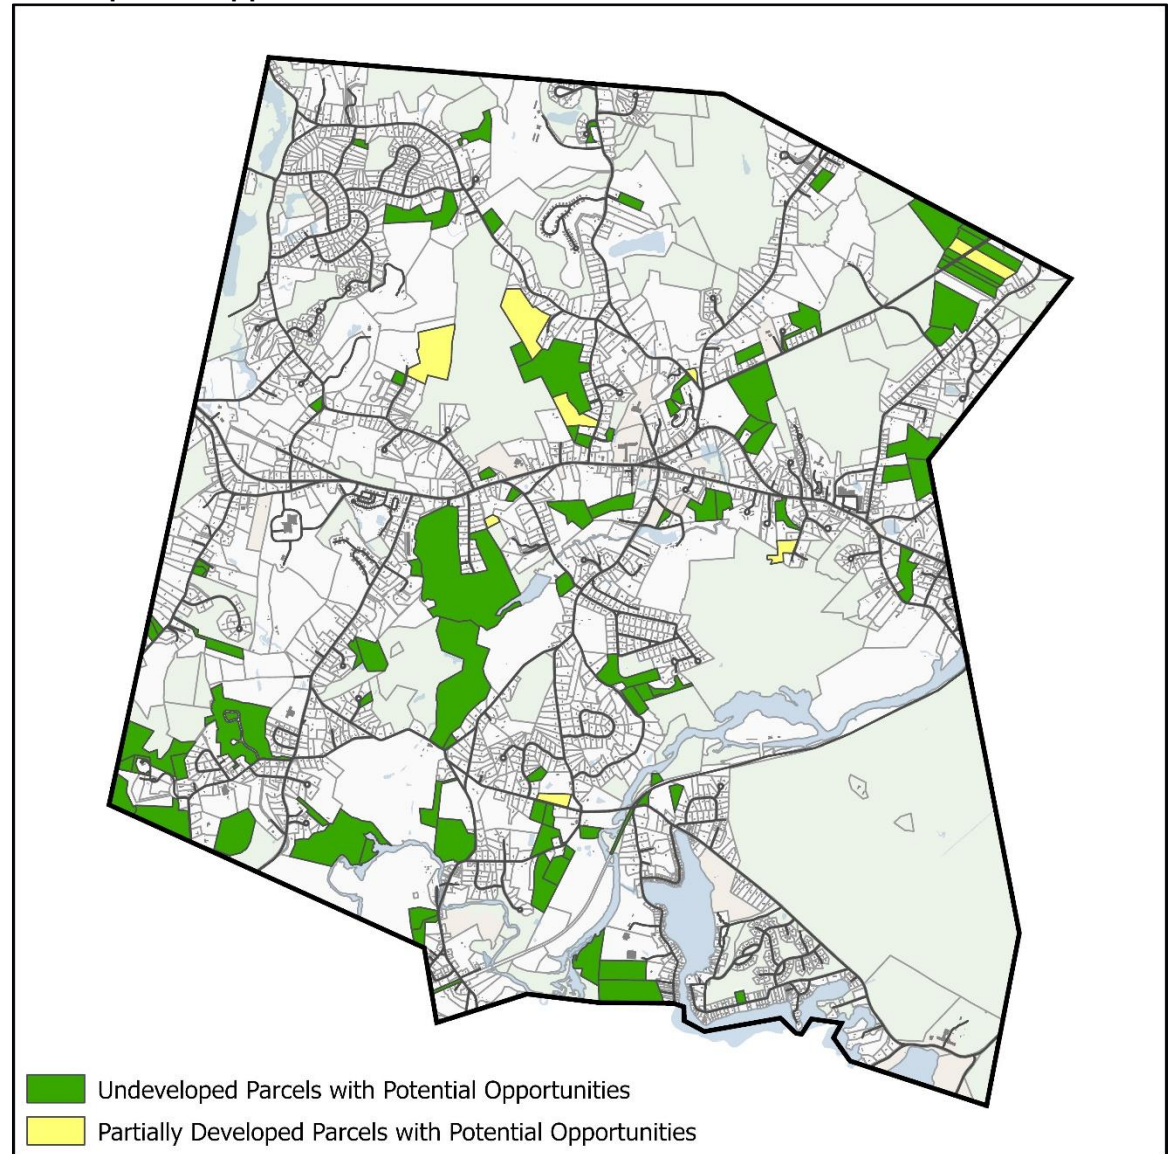 Undeveloped Parcels with Potential Opportunities
Partially Developed Parcels with Potential Opportunities